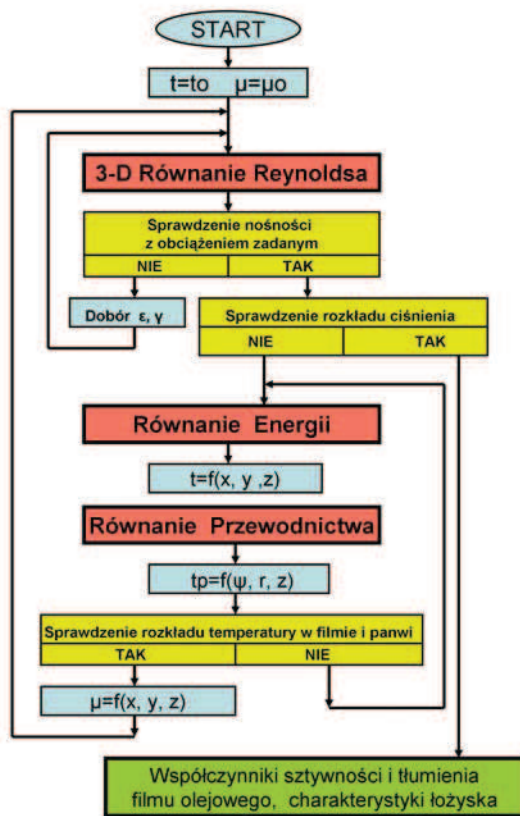 START
t=to   μ=μo
3-D Równanie Reynoldsa
Sprawdzenie nośności
z obciążeniem zadanym
NIE   TAK
Dobór ε, γ
Sprawdzenie rozkładu ciśnienia
NIE   TAK
Równanie Energii
t=f(x, y ,z)
Równanie Przewodnictwa
tp=f(ψ, r, z)
Sprawdzenie rozkładu temperatury w filmie i panwi
TAK   NIE
μ=f(x, y, z)
Współczynniki sztywności i tłumienia
filmu olejowego, charakterystyki łożyska